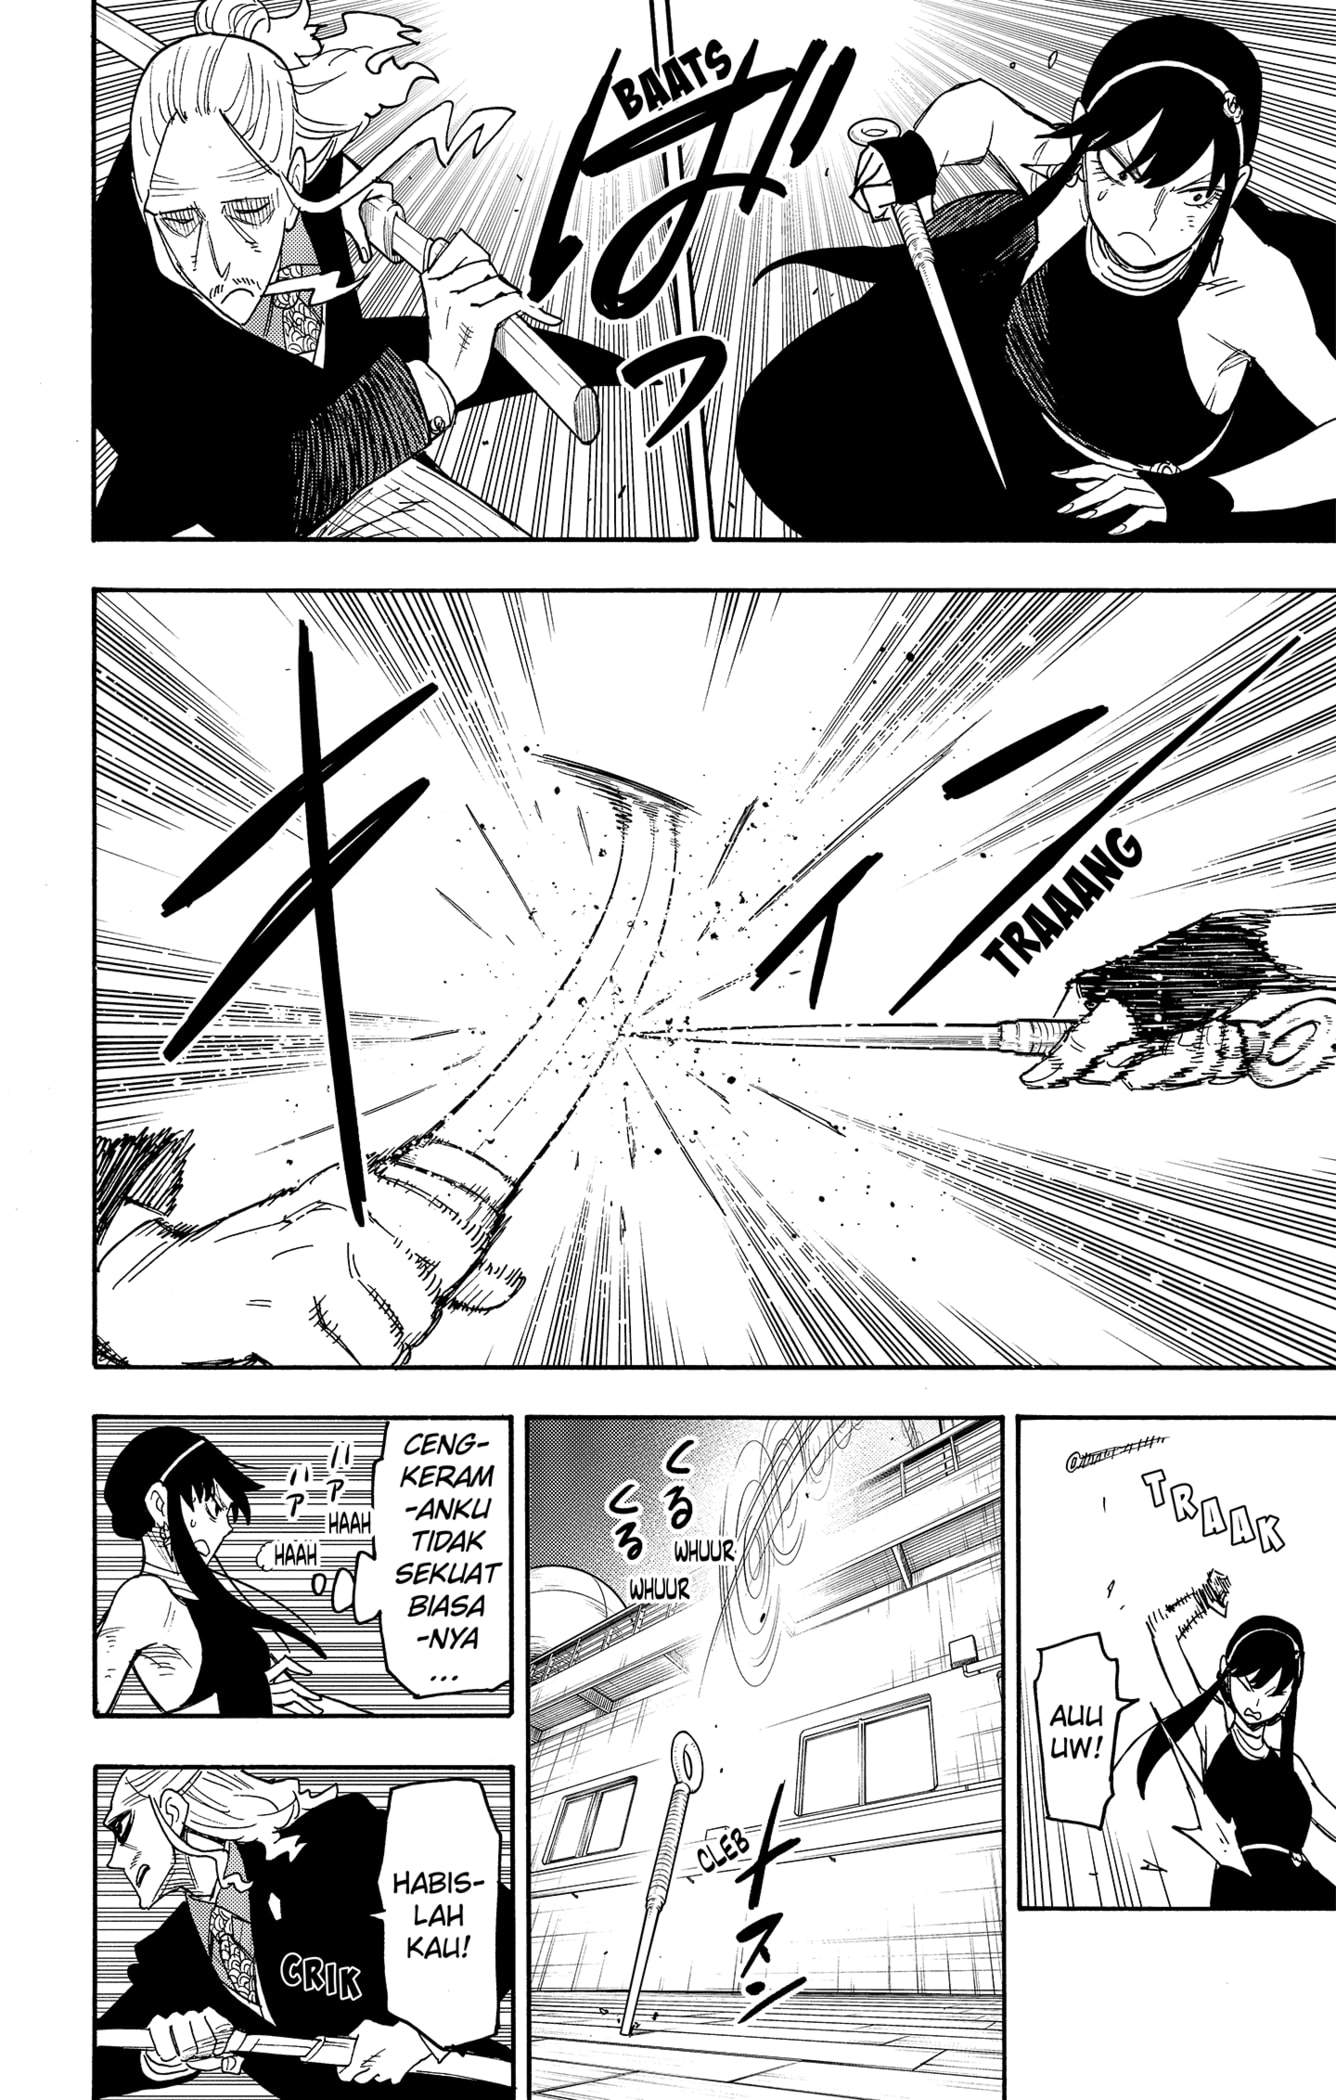 BAATS
ばっ
キィン
TRAAANG
TRAAK
AUU
UW!
くる
くる
WHUUR
WHUUR
CLEB
ストン
CENG-
KERAM
-ANKU
TIDAK
SEKUAT
BIASA
-NYA
...
ハァ
ハァ
HAAH
HAAH
HABIS-
LAH
KAU!
CRIK